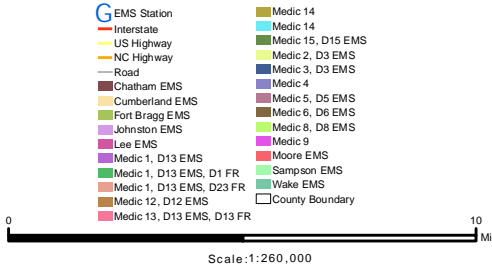 G EMS Station
Interstate
US Highway
NC Highway
Road
Chatham EMS
Cumberland EMS
Fort Bragg EMS
Johnston EMS
Lee EMS
Medic 1, D13 EMS
Medic 1, D13 EMS, D1 FR
Medic 1, D13 EMS, D23 FR
Medic 12, D12 EMS
Medic 13, D13 EMS, D13 FR
Medic 14
Medic 14
Medic 15, D15 EMS
Medic 2, D3 EMS
Medic 3, D3 EMS
Medic 4
Medic 5, D5 EMS
Medic 6, D6 EMS
Medic 8, D8 EMS
Medic 9
Moore EMS
Sampson EMS
Wake EMS
County Boundary
0 10
Mi
Scale:1:260,000